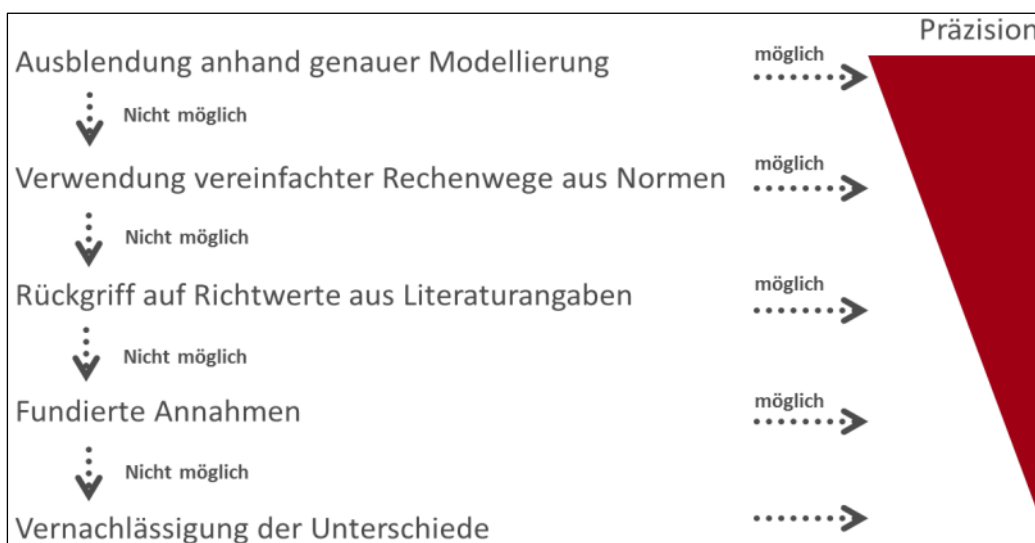 Präzision
Ausblendung anhand genauer Modellierung
möglich
Nicht möglich
Verwendung vereinfachter Rechenwege aus Normen
möglich
Nicht möglich
Rückgriff auf Richtwerte aus Literaturangaben
möglich
Nicht möglich
Fundierte Annahmen
möglich
Nicht möglich
Vernachlässigung der Unterschiede